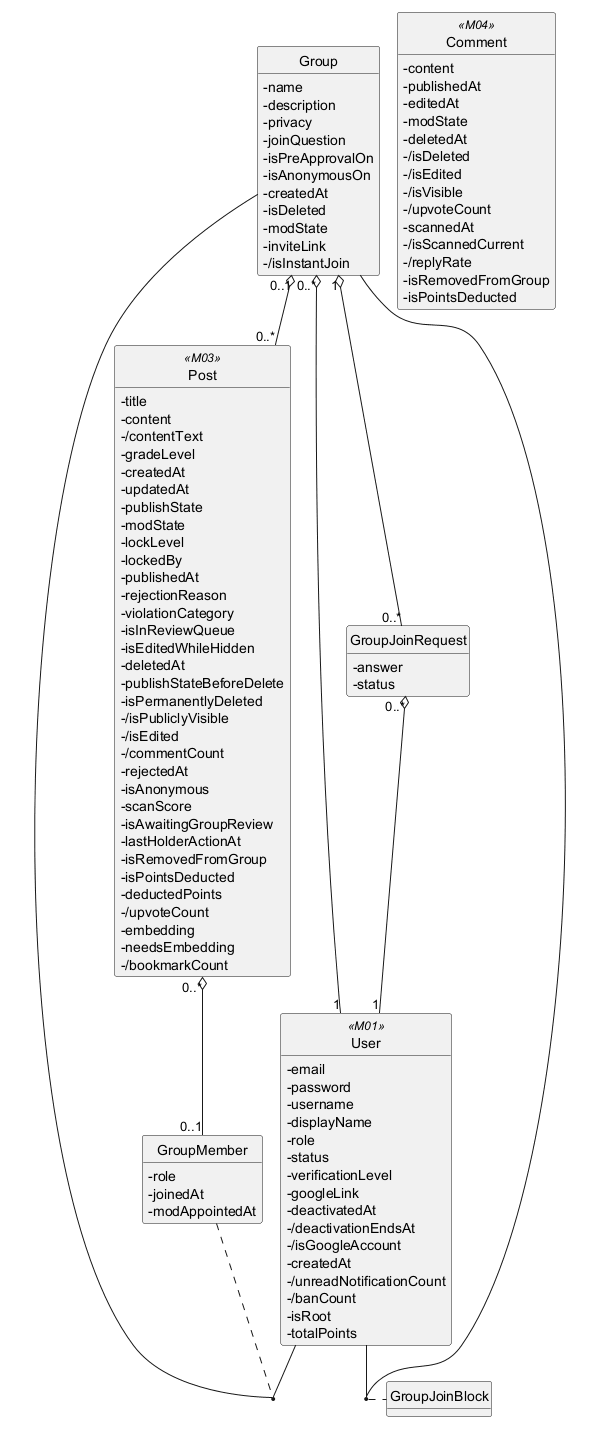 Group
-name
-description
-privacy
-joinQuestion
-isPreApprovalOn
-isAnonymousOn
-createdAt
-isDeleted
-modState
-inviteLink
-/isInstantJoin
«M04»
Comment
-content
-publishedAt
-editedAt
-modState
-deletedAt
-/isDeleted
-/isEdited
-/isVisible
-/upvoteCount
-scannedAt
-/isScannedCurrent
-/replyRate
-isRemovedFromGroup
-isPointsDeducted
0..1
0..*
1
0..*
«M03»
Post
-title
-content
-/contentText
-gradeLevel
-createdAt
-updatedAt
-publishState
-modState
-lockLevel
-lockedBy
-publishedAt
-rejectionReason
-violationCategory
-isInReviewQueue
-isEditedWhileHidden
-deletedAt
-publishStateBeforeDelete
-isPermanentlyDeleted
-/isPubliclyVisible
-/isEdited
-/commentCount
-rejectedAt
-isAnonymous
-scanScore
-isAwaitingGroupReview
-lastHolderActionAt
-isRemovedFromGroup
-isPointsDeducted
-deductedPoints
-/upvoteCount
-embedding
-needsEmbedding
-/bookmarkCount
0..*
GroupJoinRequest
-answer
-status
0..*
0..*
1
1
«M01»
User
-email
-password
-username
-displayName
-role
-status
-verificationLevel
-googleLink
-deactivatedAt
-/deactivationEndsAt
-/isGoogleAccount
-createdAt
-/unreadNotificationCount
-/banCount
-isRoot
-totalPoints
0..1
GroupMember
-role
-joinedAt
-modAppointedAt
GroupJoinBlock